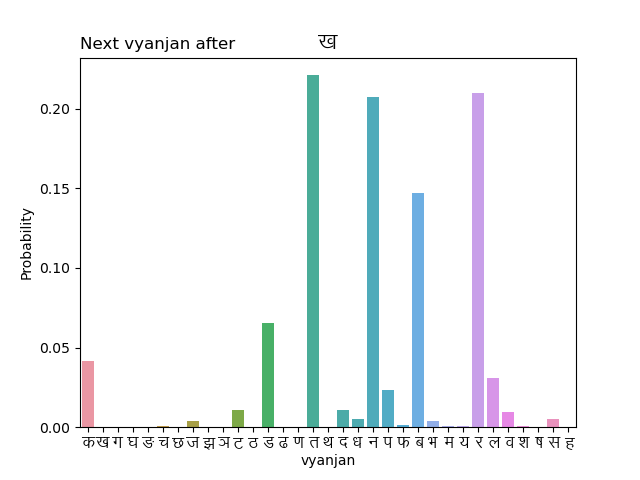 Next vyanjan after ख
0.20
0.15
0.10
0.05
0.00
Probability
क ख ग घ ङ च छ ज झ ञ ट ठ ड ढ ण त थ द ध न प फ ब भ म य र ल व श ष स ह
vyanjan